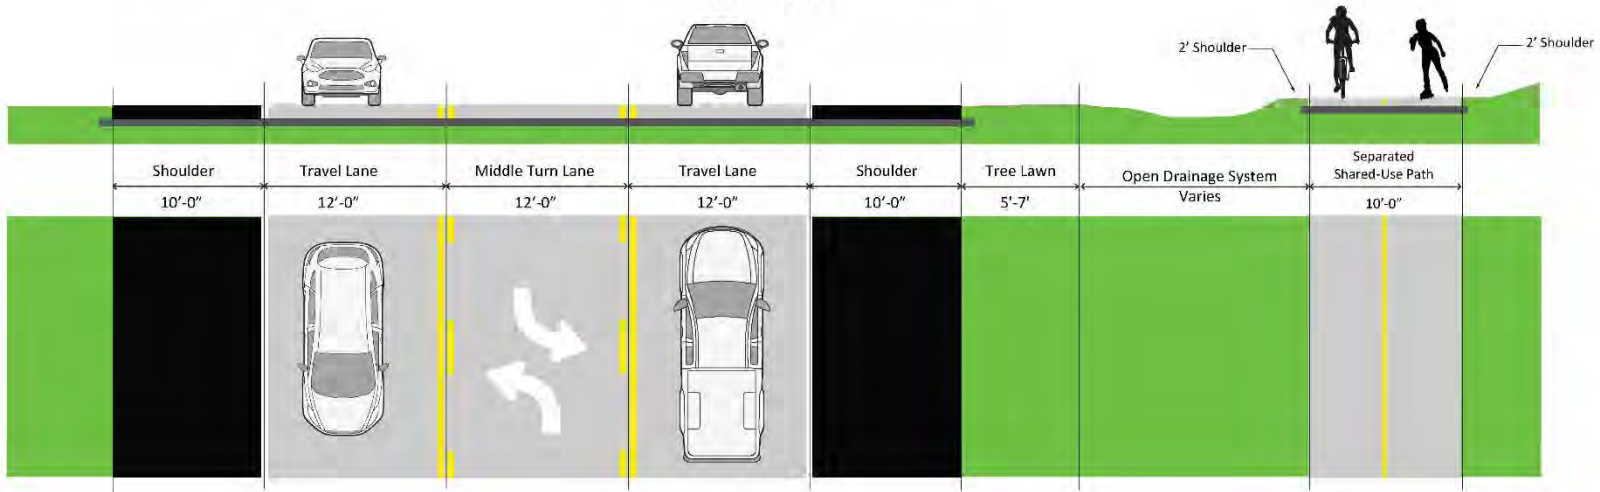 2' Shoulder
2' Shoulder
Shoulder
Travel Lane
Middle Turn Lane
Travel Lane
Shoulder
Tree Lawn
Open Drainage System
Varies
Separated
Shared-Use Path
10'-0"
12'-0"
12'-0"
12'-0"
10'-0"
5'-7'
10'-0"